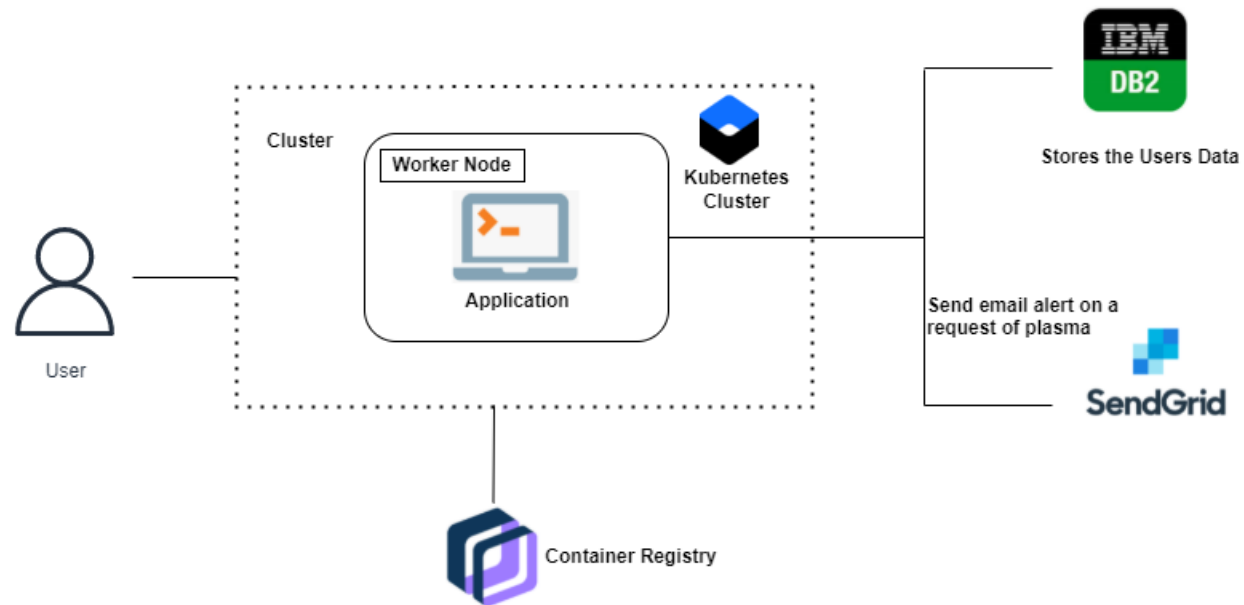 IBM
DB2
Stores the Users Data
Cluster
Worker Node
Kubernetes
Cluster
Application
User
Send email alert on a
request of plasma
SendGrid
Container Registry